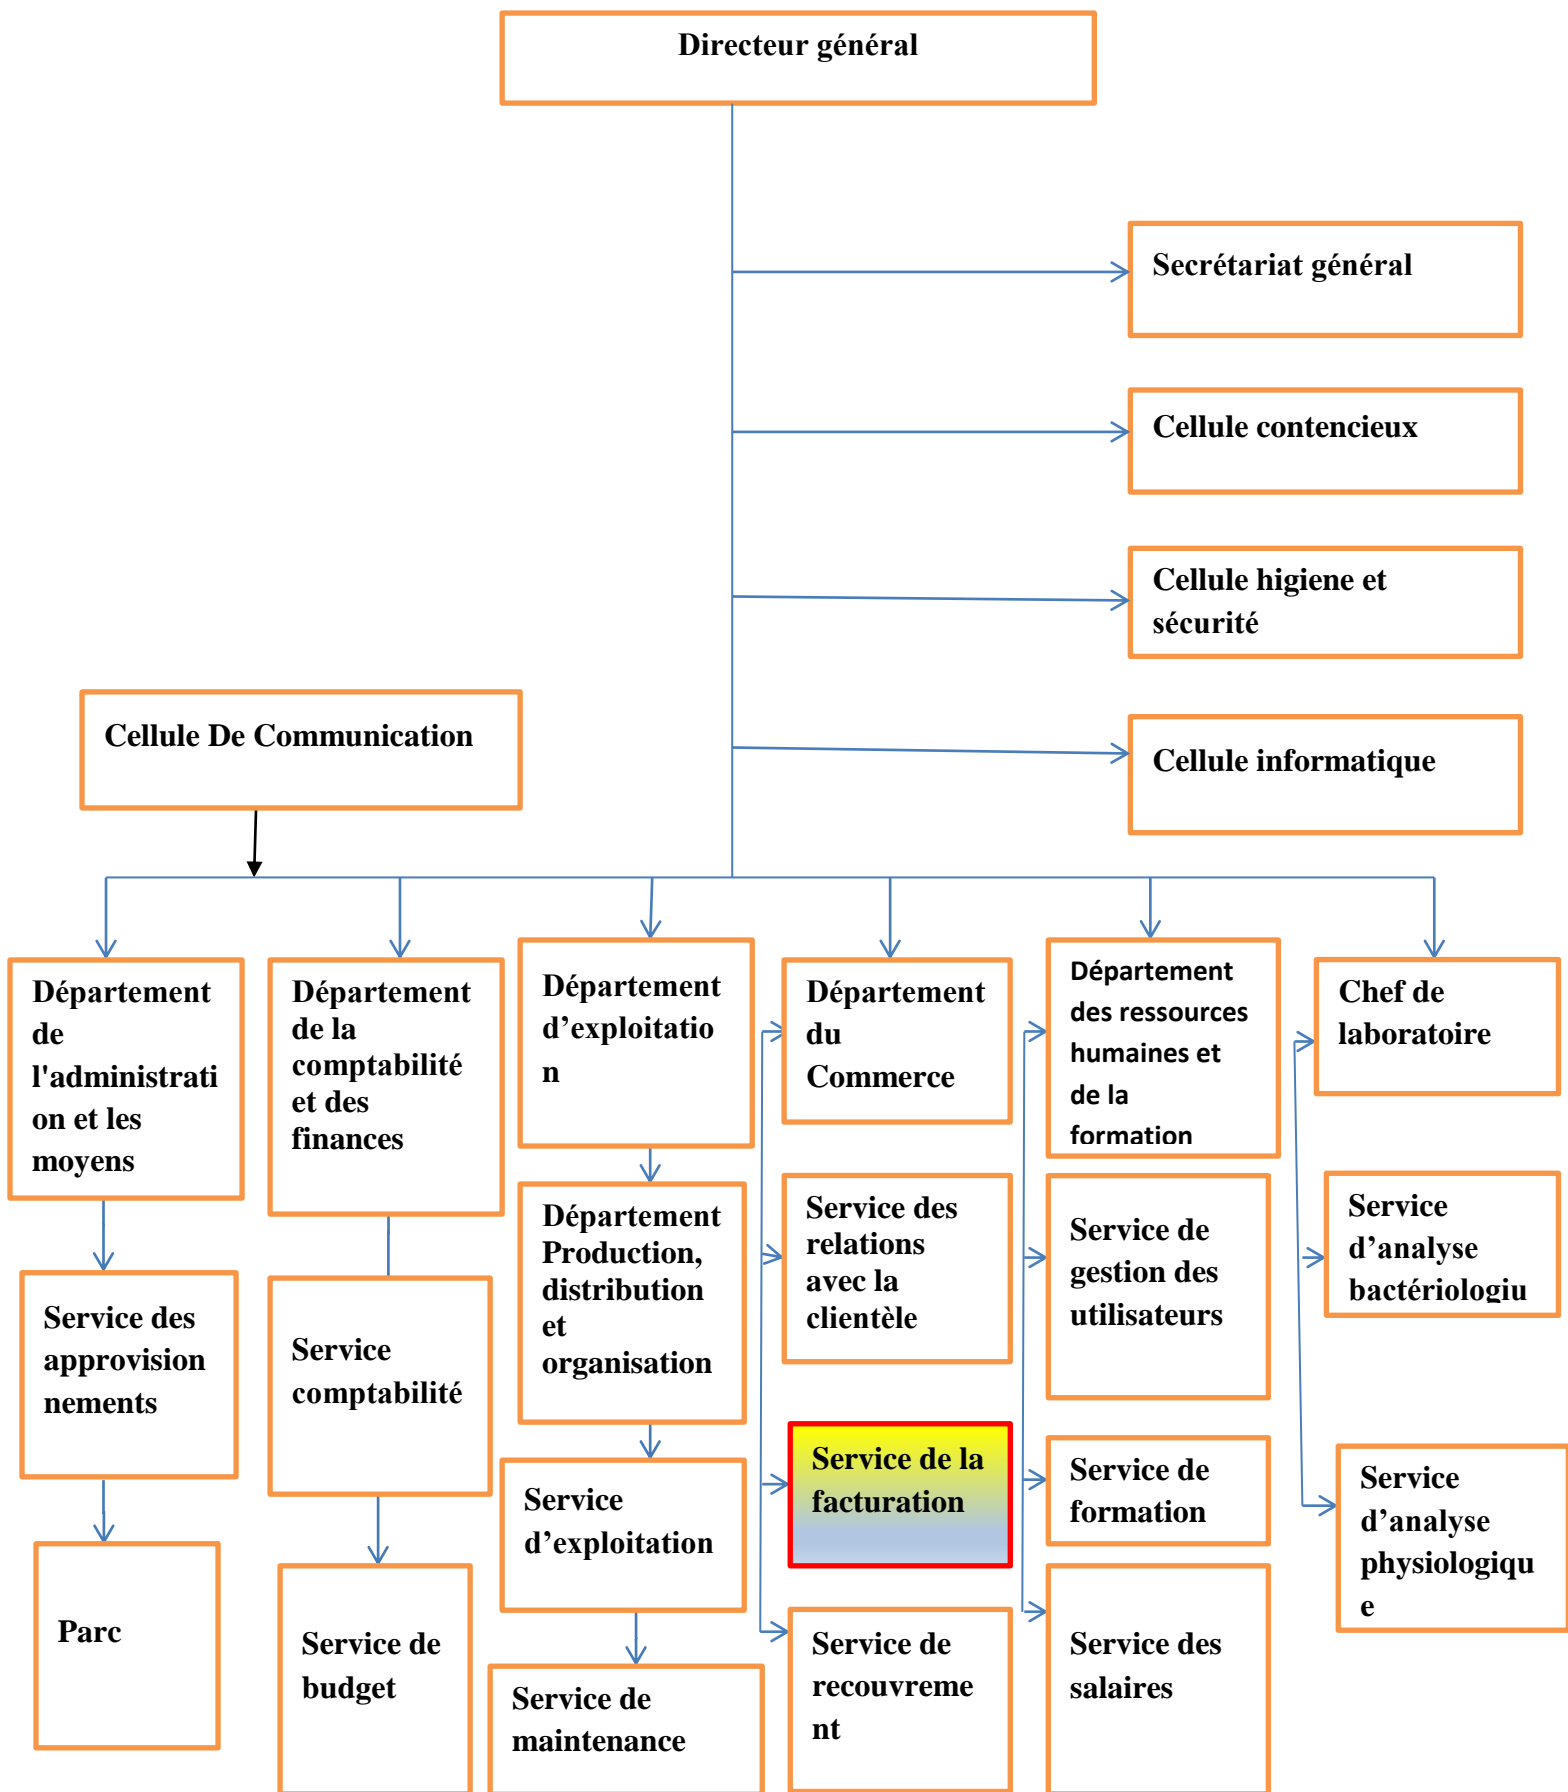 Directeur général
Secrétariat général
Cellule contencieux
Cellule higiene et
sécurité
Cellule De Communication
Cellule informatique
Département
de
l'administrati
on et les
moyens
Département
de la
comptabilité
et des
finances
Département
d’exploitatio
n
Département
du
Commerce
Département
des ressources
humaines et
de la
formation
Chef de
laboratoire
Service des
approvision
nements
Service
comptabilité
Département
Production,
distribution
et
organisation
Service des
relations
avec la
clientèle
Service de
gestion des
utilisateurs
Service
d’analyse
bactériologiu
Service
d’exploitation
Service de la
facturation
Service de
formation
Service
d’analyse
physiologiqu
e
Parc
Service de
budget
Service de
maintenance
Service de
recouvreme
nt
Service des
salaires